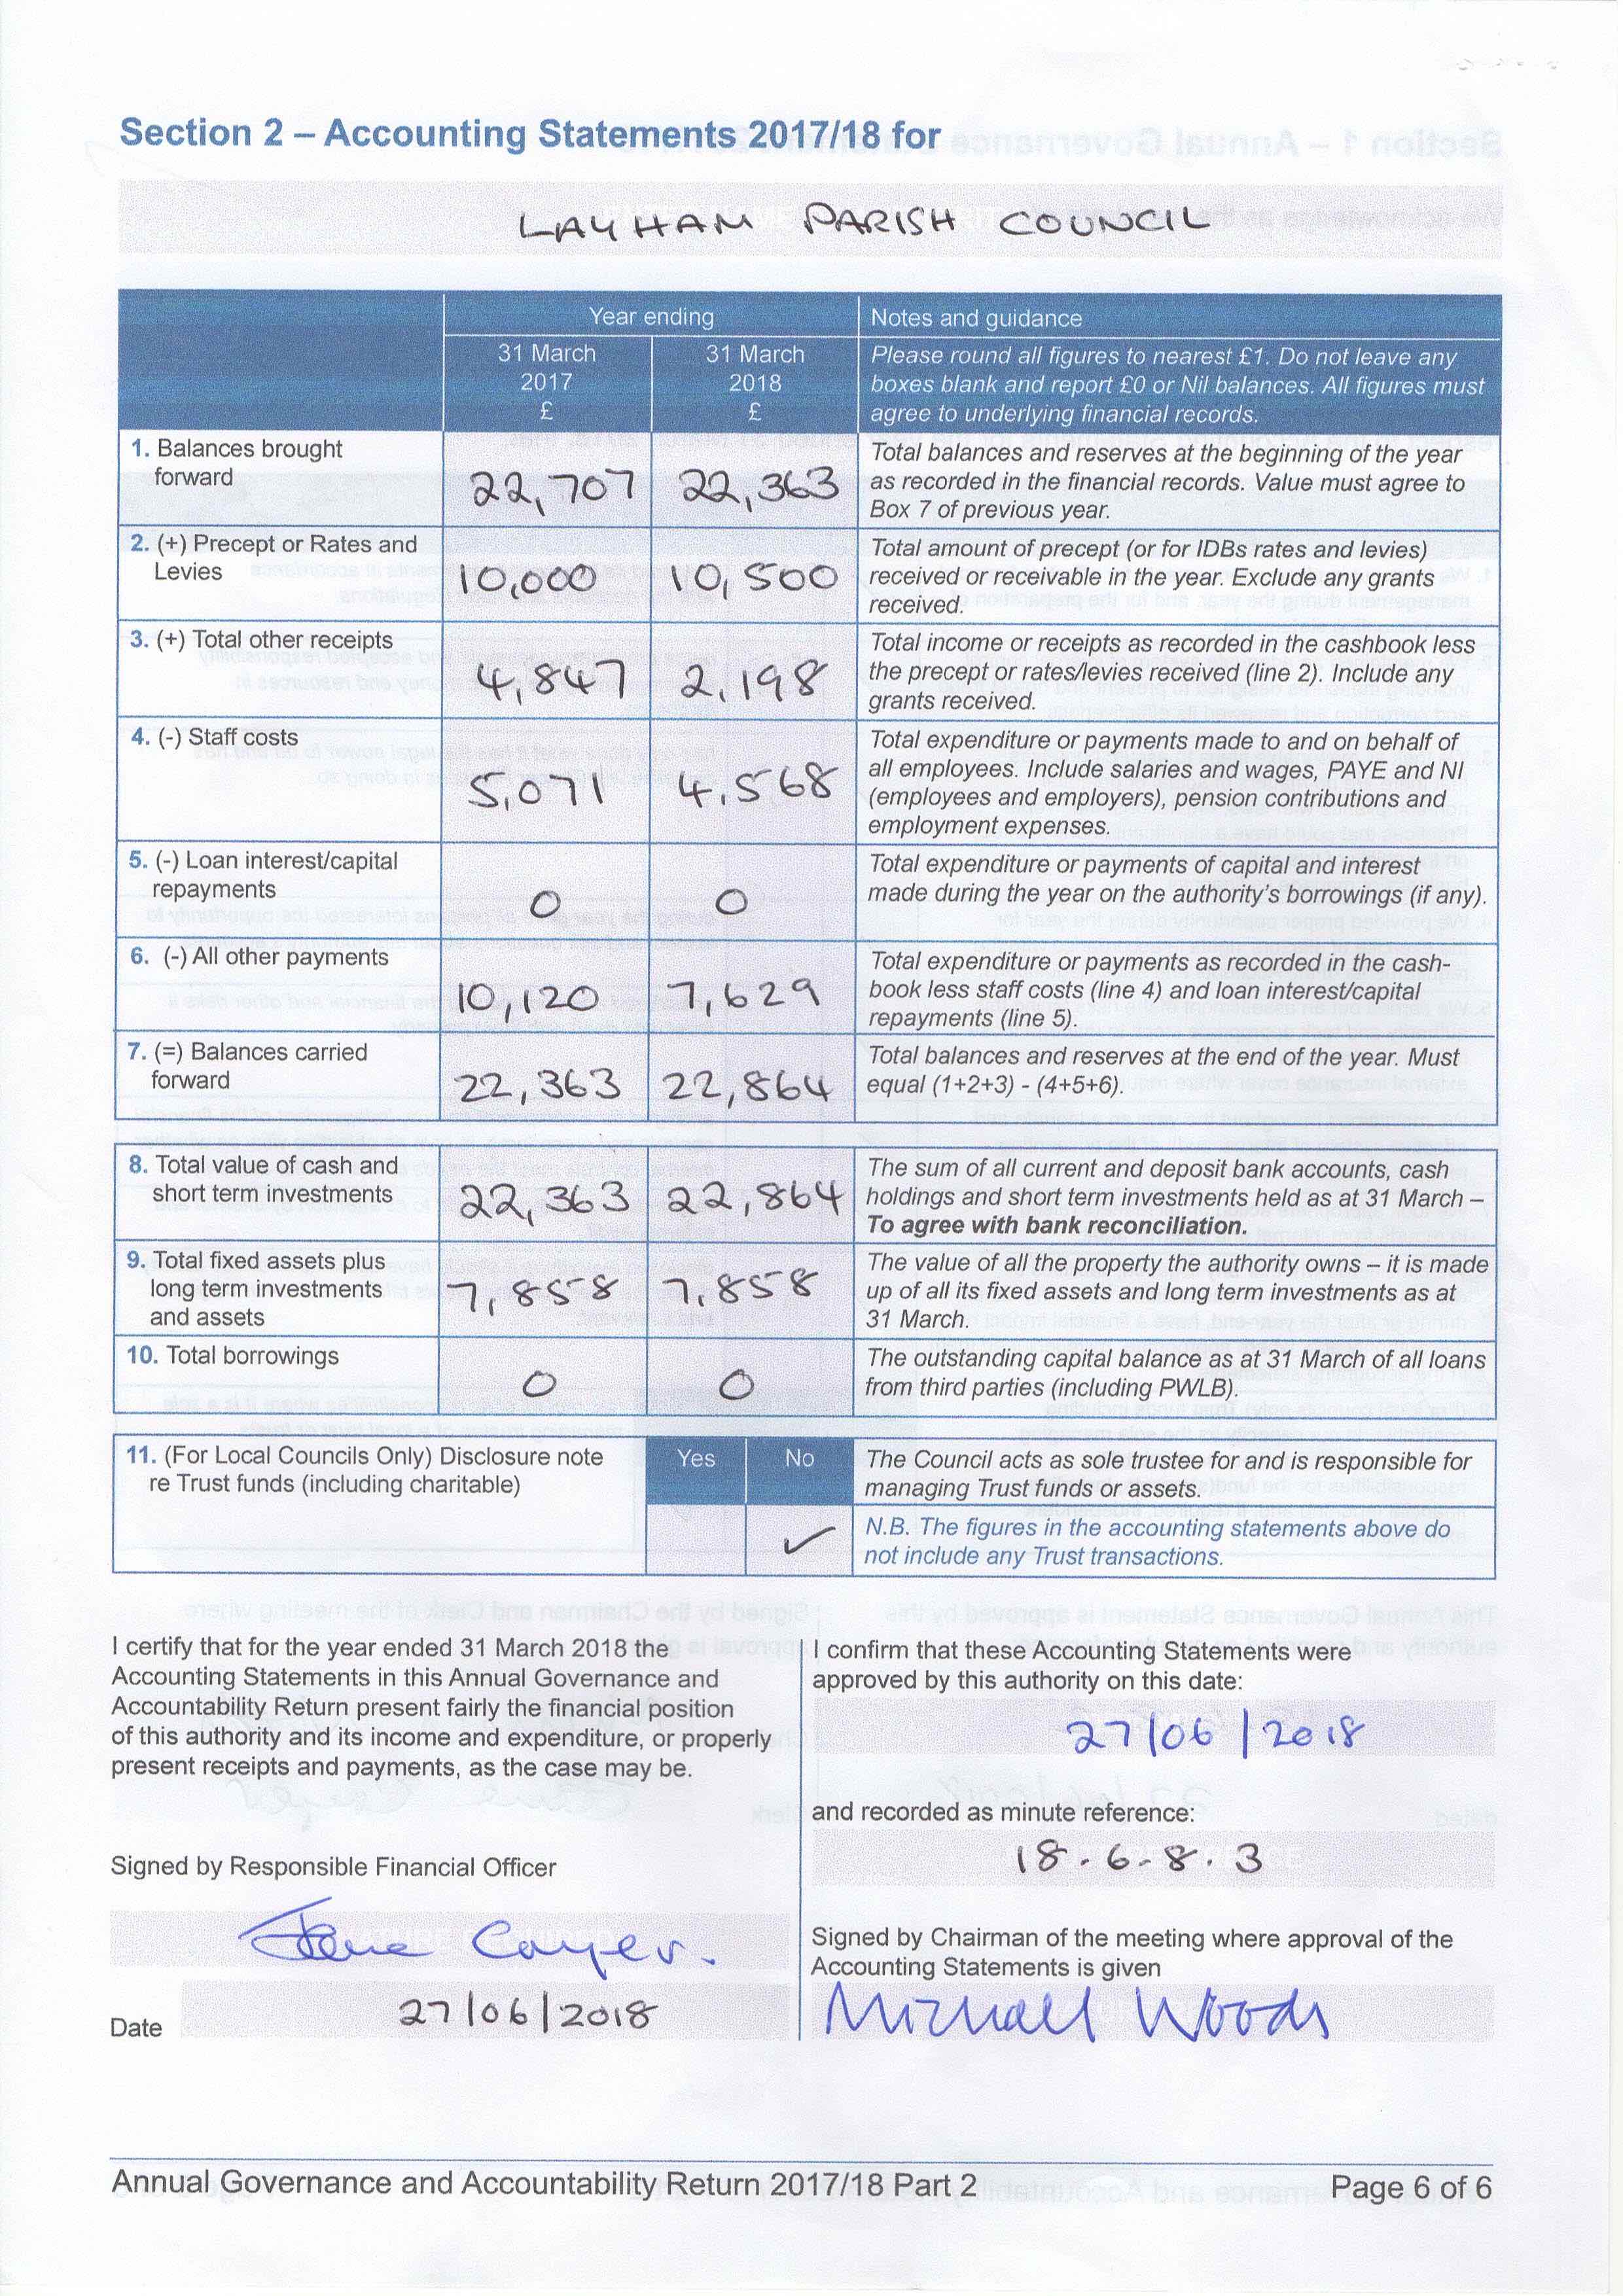 Section 2 – Accounting Statements 2017/18 for
LAYHAM PARISH COUNCIL
Year ending
Notes and guidance
31 March 2017 £
31 March 2018 £
Please round all figures to nearest £1. Do not leave any
boxes blank and report £0 or Nil balances. All figures must
agree to underlying financial records.
1. Balances brought
forward
22,707 22,363
Total balances and reserves at the beginning of the year
as recorded in the financial records. Value must agree to
Box 7 of previous year.
2. (+) Precept or Rates and
Levies
10,000 10,500
Total amount of precept (or for IDBs rates and levies)
received or receivable in the year. Exclude any grants
received.
3. (+) Total other receipts
4,847 2,198
Total income or receipts as recorded in the cashbook less
the precept or rates/levies received (line 2). Include any
grants received.
4. (-) Staff costs
5,071 4,568
Total expenditure or payments made to and on behalf of
all employees. Include salaries and wages, PAYE and NI
(employees and employers), pension contributions and
employment expenses.
5. (-) Loan interest/capital
repayments
0 0
Total expenditure or payments of capital and interest
made during the year on the authority's borrowings (if any).
6. (-) All other payments
10,120 7,629
Total expenditure or payments as recorded in the cash-
book less staff costs (line 4) and loan interest/capital
repayments (line 5).
7. (=) Balances carried
forward
22,363 22,864
Total balances and reserves at the end of the year. Must
equal (1+2+3) - (4+5+6).
8. Total value of cash and
short term investments
22,363 22,864
The sum of all current and deposit bank accounts, cash
holdings and short term investments held as at 31 March –
To agree with bank reconciliation.
9. Total fixed assets plus
long term investments
and assets
7,858 7,858
The value of all the property the authority owns – it is made
up of all its fixed assets and long term investments as at
31 March.
10. Total borrowings
0 0
The outstanding capital balance as at 31 March of all loans
from third parties (including PWLB).
11. (For Local Councils Only) Disclosure note
re Trust funds (including charitable)
Yes No
The Council acts as sole trustee for and is responsible for
managing Trust funds or assets.
✓
N.B. The figures in the accounting statements above do
not include any Trust transactions.
I certify that for the year ended 31 March 2018 the
Accounting Statements in this Annual Governance and
Accountability Return present fairly the financial position
of this authority and its income and expenditure, or properly
present receipts and payments, as the case may be.
Signed by Responsible Financial Officer
Date
27/06/2018
I confirm that these Accounting Statements were
approved by this authority on this date:
27/06/2018
and recorded as minute reference:
18.6.8.3
Signed by Chairman of the meeting where approval of the
Accounting Statements is given
Michael Woods
Annual Governance and Accountability Return 2017/18 Part 2
Page 6 of 6